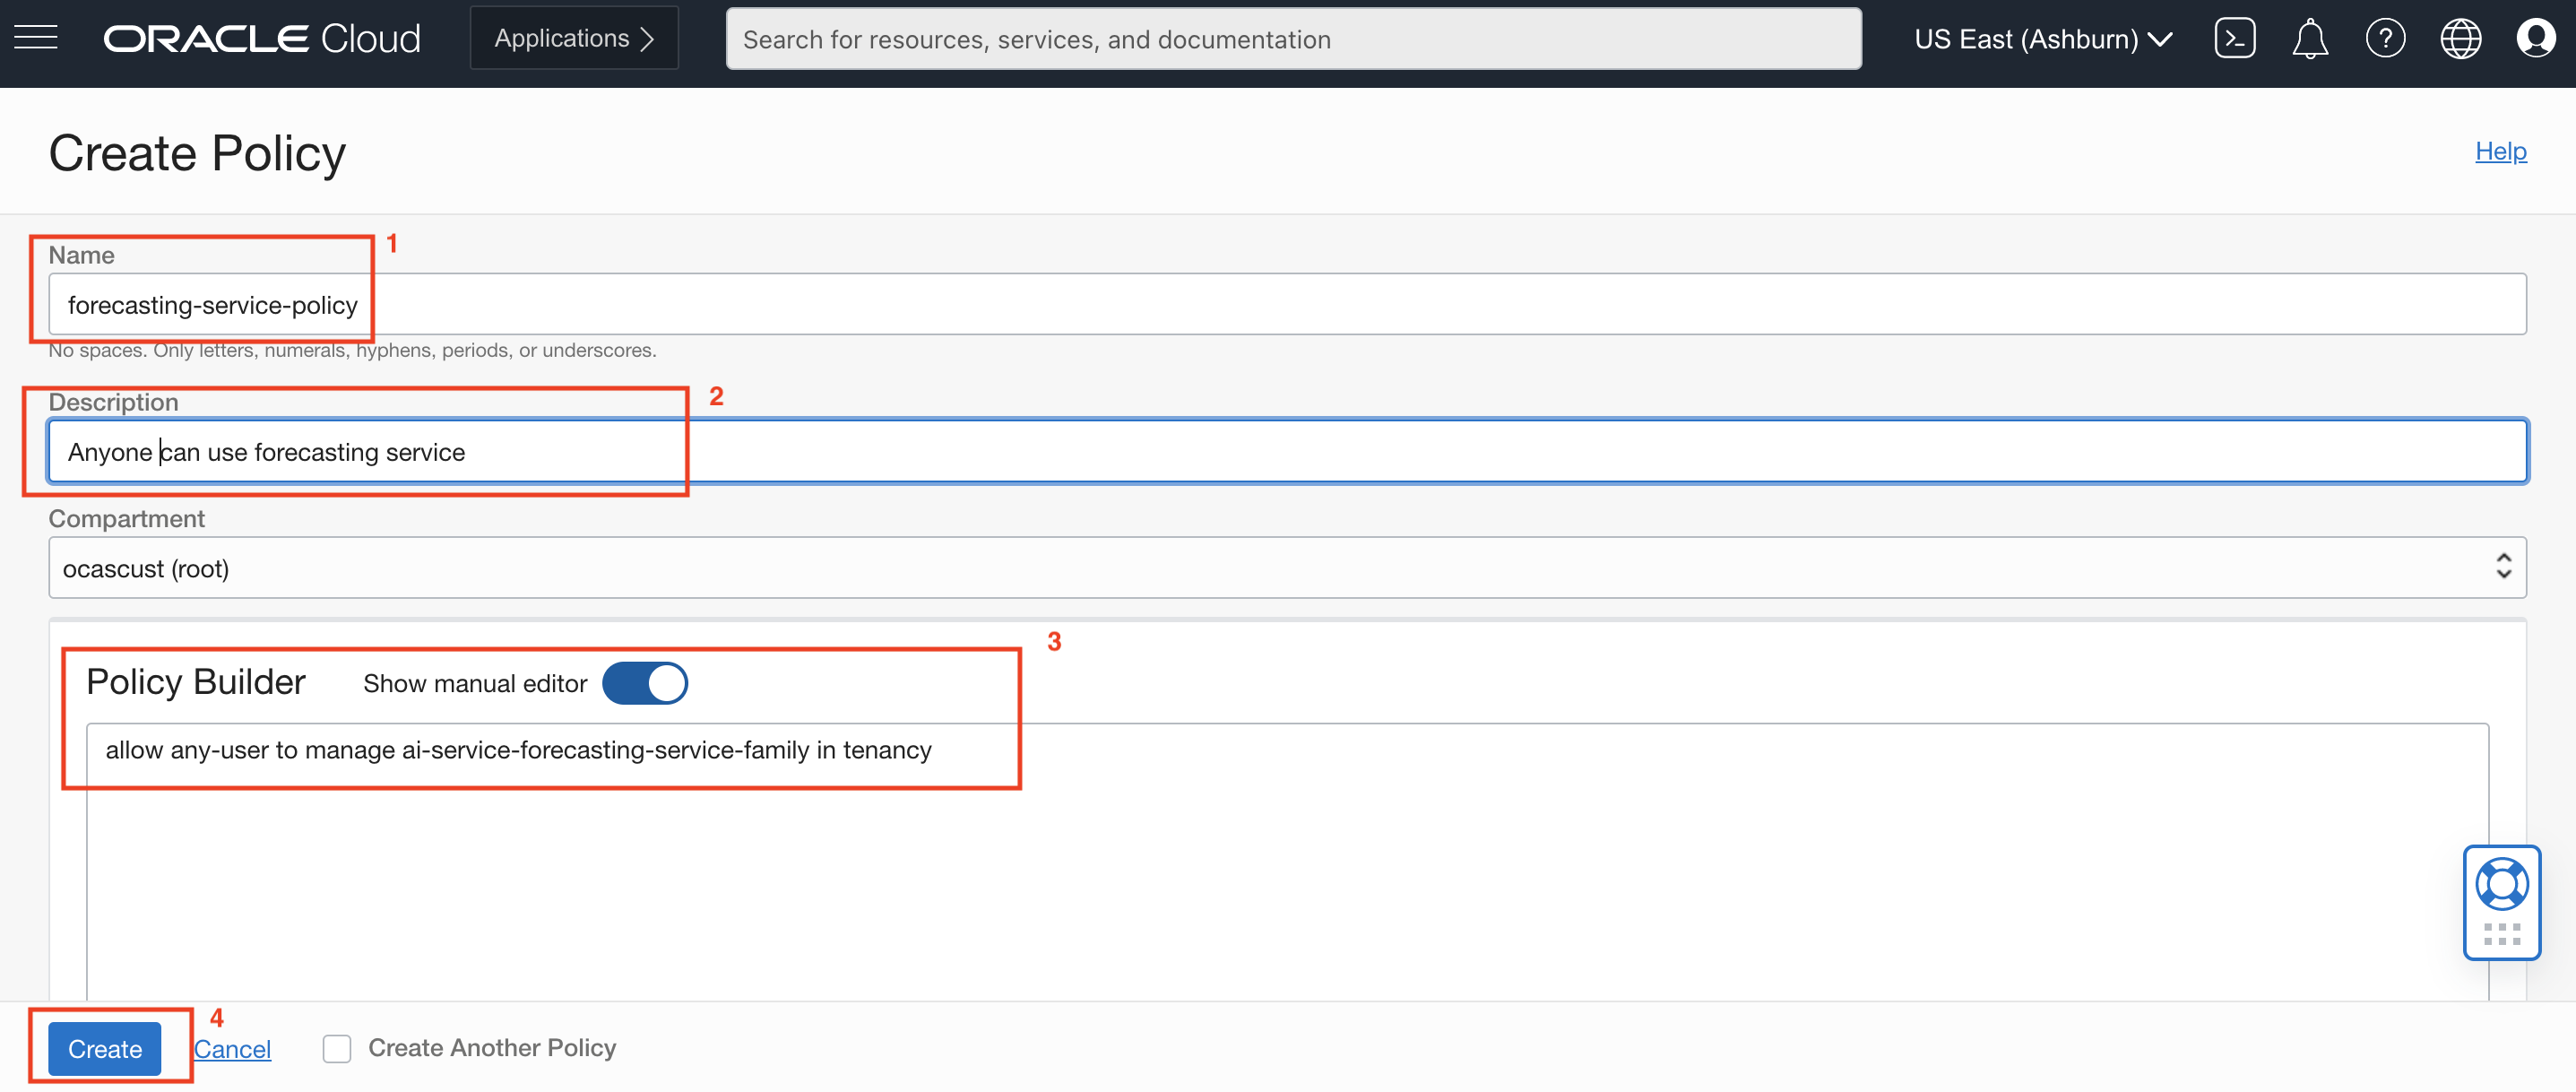 ORACLE Cloud
Applications
Search for resources, services, and documentation
US East (Ashburn)
Create Policy
Help
1
Name
forecasting-service-policy
No spaces. Only letters, numerals, hyphens, periods, or underscores.
2
Description
Anyone can use forecasting service
Compartment
ocascust (root)
3
Policy Builder
Show manual editor
allow any-user to manage ai-service-forecasting-service-family in tenancy
4
Create
Cancel
Create Another Policy